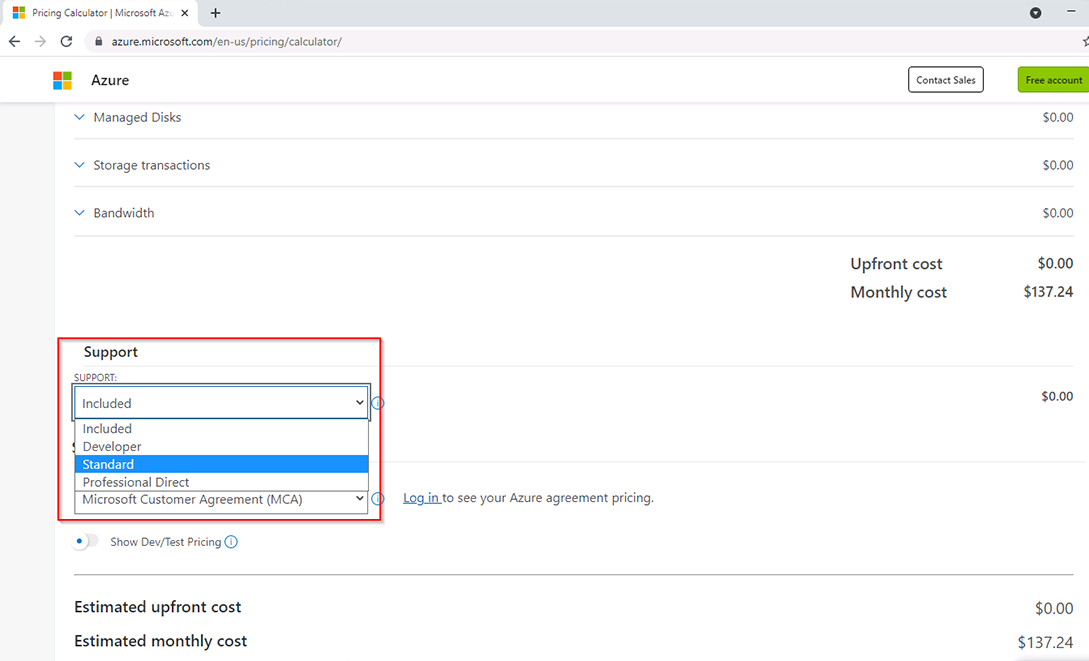 Pricing Calculator | Microsoft Azu
azure.microsoft.com/en-us/pricing/calculator/
Azure
Contact Sales
Free account
Managed Disks $0.00
Storage transactions $0.00
Bandwidth $0.00
Upfront cost $0.00
Monthly cost $137.24
Support
SUPPORT:
Included $0.00
Included
Developer
Standard
Professional Direct
Microsoft Customer Agreement (MCA) Log in to see your Azure agreement pricing.
Show Dev/Test Pricing
Estimated upfront cost $0.00
Estimated monthly cost $137.24